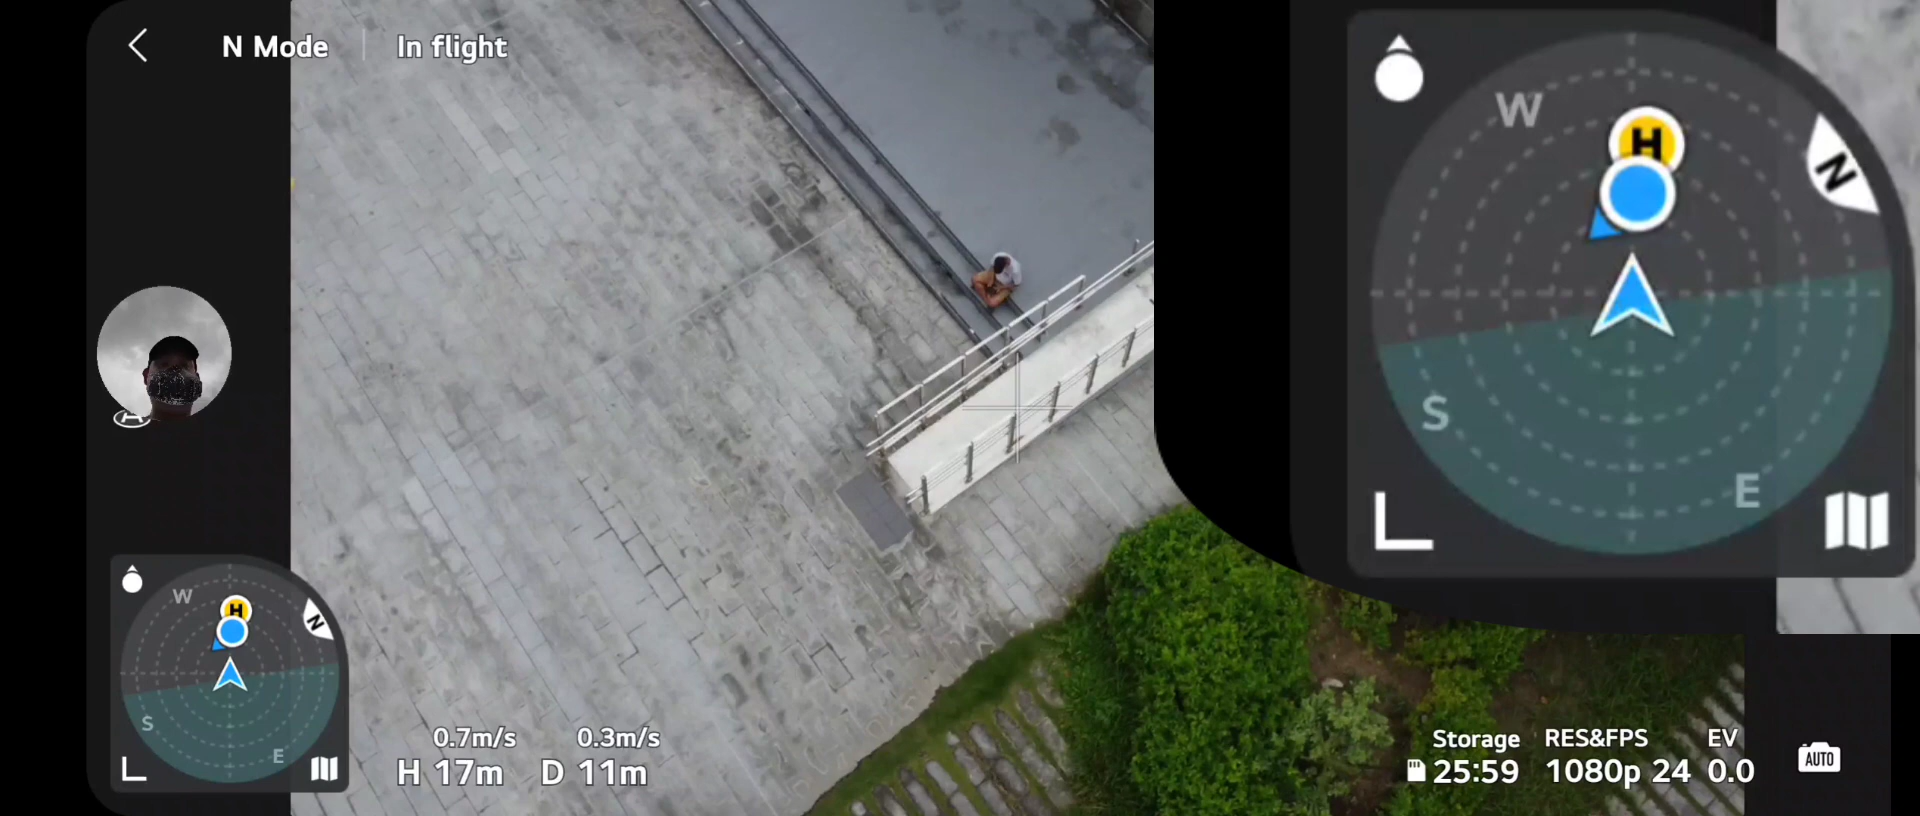 N Mode In flight
W
H
N
S
E
W
H
N
S
E
0.7m/s 0.3m/s
H 17m D 11m
Storage RES&FPS EV
25:59 1080p 24 0.0
AUTO